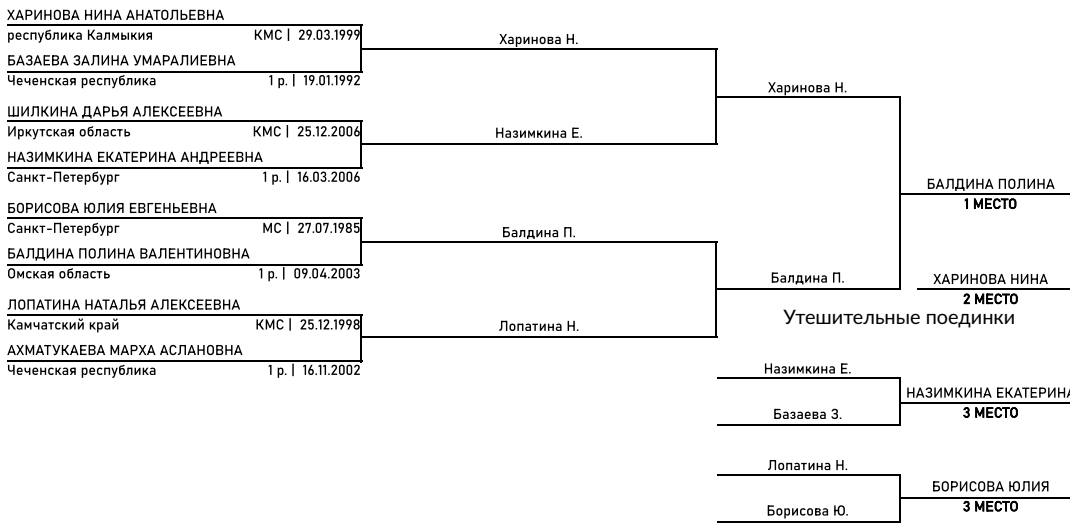 ХАРИНОВА НИНА АНАТОЛЬЕВНА
республика Калмыкия КМС | 29.03.1999
БАЗАЕВА ЗАЛИНА УМАРАЛИЕВНА
Чеченская республика 1 р. | 19.01.1992
ШИЛКИНА ДАРЬЯ АЛЕКСЕЕВНА
Иркутская область КМС | 25.12.2006
НАЗИМКИНА ЕКАТЕРИНА АНДРЕЕВНА
Санкт-Петербург 1 р. | 16.03.2006
БОРИСОВА ЮЛИЯ ЕВГЕНЬЕВНА
Санкт-Петербург МС | 27.07.1985
БАЛДИНА ПОЛИНА ВАЛЕНТИНОВНА
Омская область 1 р. | 09.04.2003
ЛОПАТИНА НАТАЛЬЯ АЛЕКСЕЕВНА
Камчатский край КМС | 25.12.1998
АХМАТУКАЕВА МАРХА АСЛАНОВНА
Чеченская республика 1 р. | 16.11.2002
Харинова Н.
Назимкина Е.
Балдина П.
Лопатина Н.
Харинова Н.
Балдина П.
БАЛДИНА ПОЛИНА
1 МЕСТО
ХАРИНОВА НИНА
2 МЕСТО
Утешительные поединки
Назимкина Е.
Базаева З.
НАЗИМКИНА ЕКАТЕРИНА
3 МЕСТО
Лопатина Н.
Борисова Ю.
БОРИСОВА ЮЛИЯ
3 МЕСТО